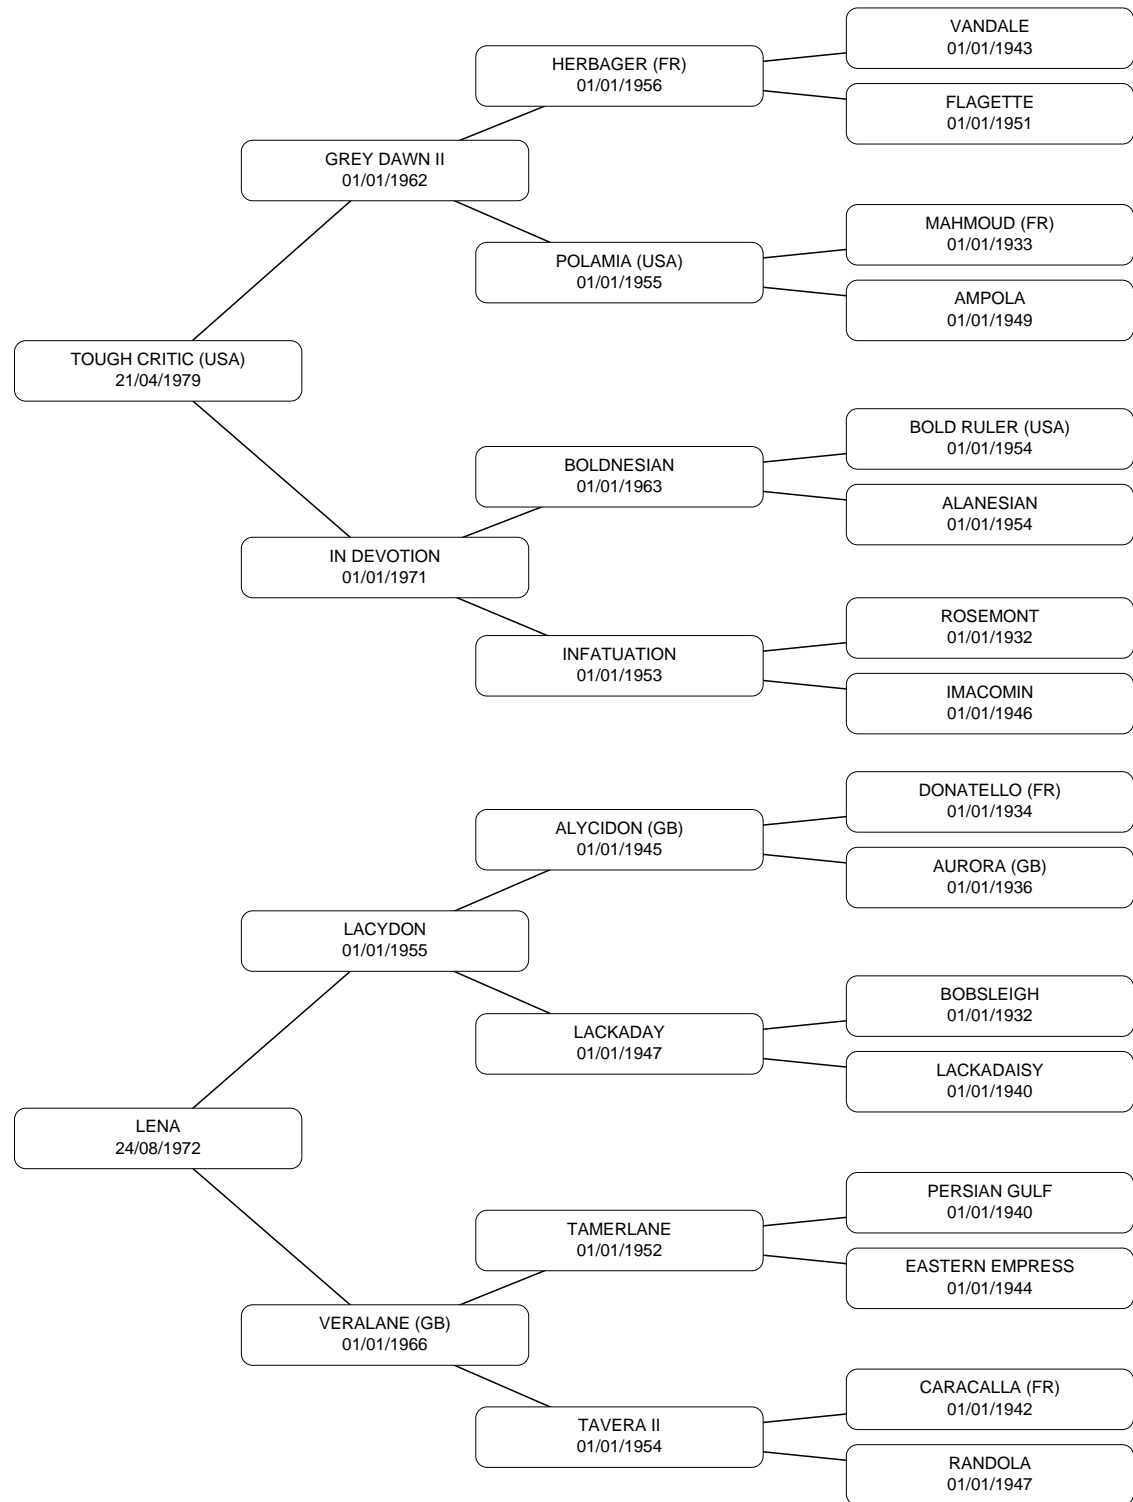 VANDALE
01/01/1943
HERBAGER (FR)
01/01/1956
FLAGETTE
01/01/1951
GREY DAWN II
01/01/1962
MAHMOUD (FR)
01/01/1933
POLAMIA (USA)
01/01/1955
AMPOLA
01/01/1949
TOUGH CRITIC (USA)
21/04/1979
BOLD RULER (USA)
01/01/1954
BOLDNESIAN
01/01/1963
ALANESIAN
01/01/1954
IN DEVOTION
01/01/1971
ROSEMONT
01/01/1932
INFATUATION
01/01/1953
IMACOMIN
01/01/1946
DONATELLO (FR)
01/01/1934
ALYCIDON (GB)
01/01/1945
AURORA (GB)
01/01/1936
LACYDON
01/01/1955
BOBSLEIGH
01/01/1932
LACKADAY
01/01/1947
LACKADAISY
01/01/1940
LENA
24/08/1972
PERSIAN GULF
01/01/1940
TAMERLANE
01/01/1952
EASTERN EMPRESS
01/01/1944
VERALANE (GB)
01/01/1966
CARACALLA (FR)
01/01/1942
TAVERA II
01/01/1954
RANDOLA
01/01/1947